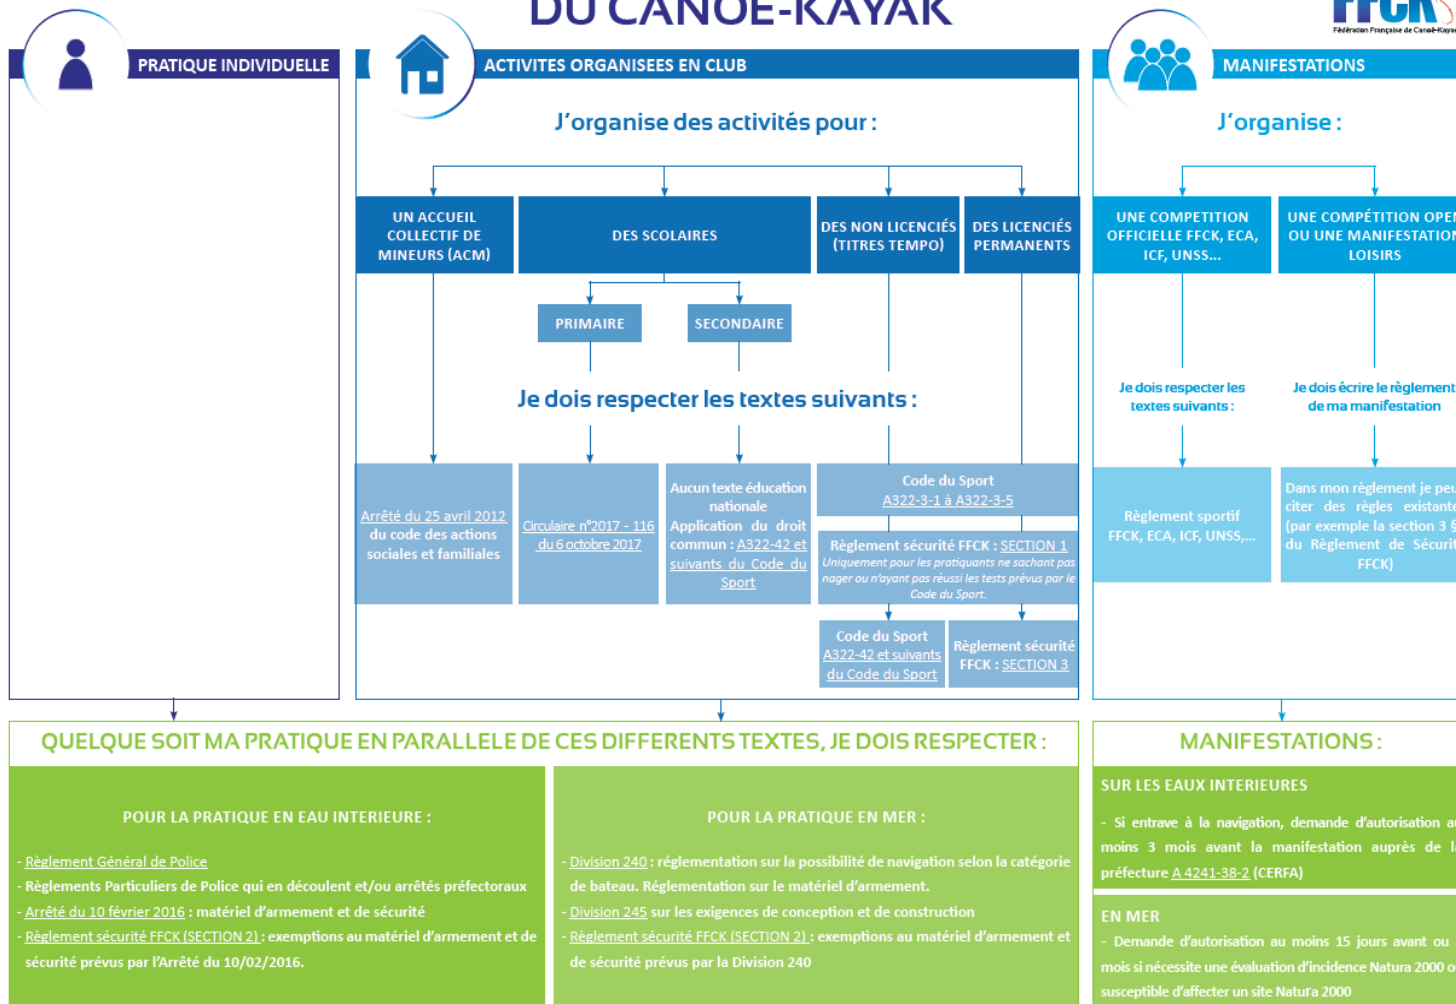 DU CANOË-KAYAK
FFCK
Fédération Française de Canoë-Kayak
PRATIQUE INDIVIDUELLE
ACTIVITES ORGANISEES EN CLUB
J'organise des activités pour :
UN ACCUEIL
COLLECTIF DE
MINEURS (ACM)
DES SCOLAIRES
DES NON LICENCIÉS
(TITRES TEMPO)
DES LICENCIÉS
PERMANENTS
PRIMAIRE
SECONDAIRE
Je dois respecter les textes suivants :
Arrêté du 25 avril 2012
du code des actions
sociales et familiales
Circulaire n°2017 - 116
du 6 octobre 2017
Aucun texte éducation
nationale
Application du droit
commun : A322-42 et
suivants du Code du
Sport
Code du Sport
A322-3-1 à A322-3-5
Règlement sécurité FFCK : SECTION 1
Uniquement pour les pratiquants ne sachant pas
nager ou n'ayant pas réussi les tests prévus par le
Code du Sport.
Code du Sport
A322-42 et suivants
du Code du Sport
Règlement sécurité
FFCK : SECTION 3
MANIFESTATIONS
J'organise :
UNE COMPETITION
OFFICIELLE FFCK, ECA,
ICF, UNSS...
UNE COMPÉTITION OPEN
OU UNE MANIFESTATION
LOISIRS
Je dois respecter les
textes suivants :
Je dois écrire le règlement
de ma manifestation
Règlement sportif
FFCK, ECA, ICF, UNSS,...
Dans mon règlement je peu
citer des règles existante
(par exemple la section 3 §
du Règlement de Sécurit
FFCK)
QUELQUE SOIT MA PRATIQUE EN PARALLELE DE CES DIFFERENTS TEXTES, JE DOIS RESPECTER :
POUR LA PRATIQUE EN EAU INTERIEURE :
- Règlement Général de Police
- Règlements Particuliers de Police qui en découlent et/ou arrêtés préfectoraux
- Arrêté du 10 février 2016 : matériel d'armement et de sécurité
- Règlement sécurité FFCK (SECTION 2) : exemptions au matériel d'armement et de
sécurité prévus par l'Arrêté du 10/02/2016.
POUR LA PRATIQUE EN MER :
- Division 240 : réglementation sur la possibilité de navigation selon la catégorie
de bateau. Réglementation sur le matériel d'armement.
- Division 245 sur les exigences de conception et de construction
- Règlement sécurité FFCK (SECTION 2) : exemptions au matériel d'armement et
de sécurité prévus par la Division 240
MANIFESTATIONS :
SUR LES EAUX INTERIEURES
- Si entrave à la navigation, demande d'autorisation au
moins 3 mois avant la manifestation auprès de la
préfecture A 4241-38-2 (CERFA)
EN MER
- Demande d'autorisation au moins 15 jours avant ou
mois si nécessite une évaluation d'incidence Natura 2000 o
susceptible d'affecter un site Natura 2000